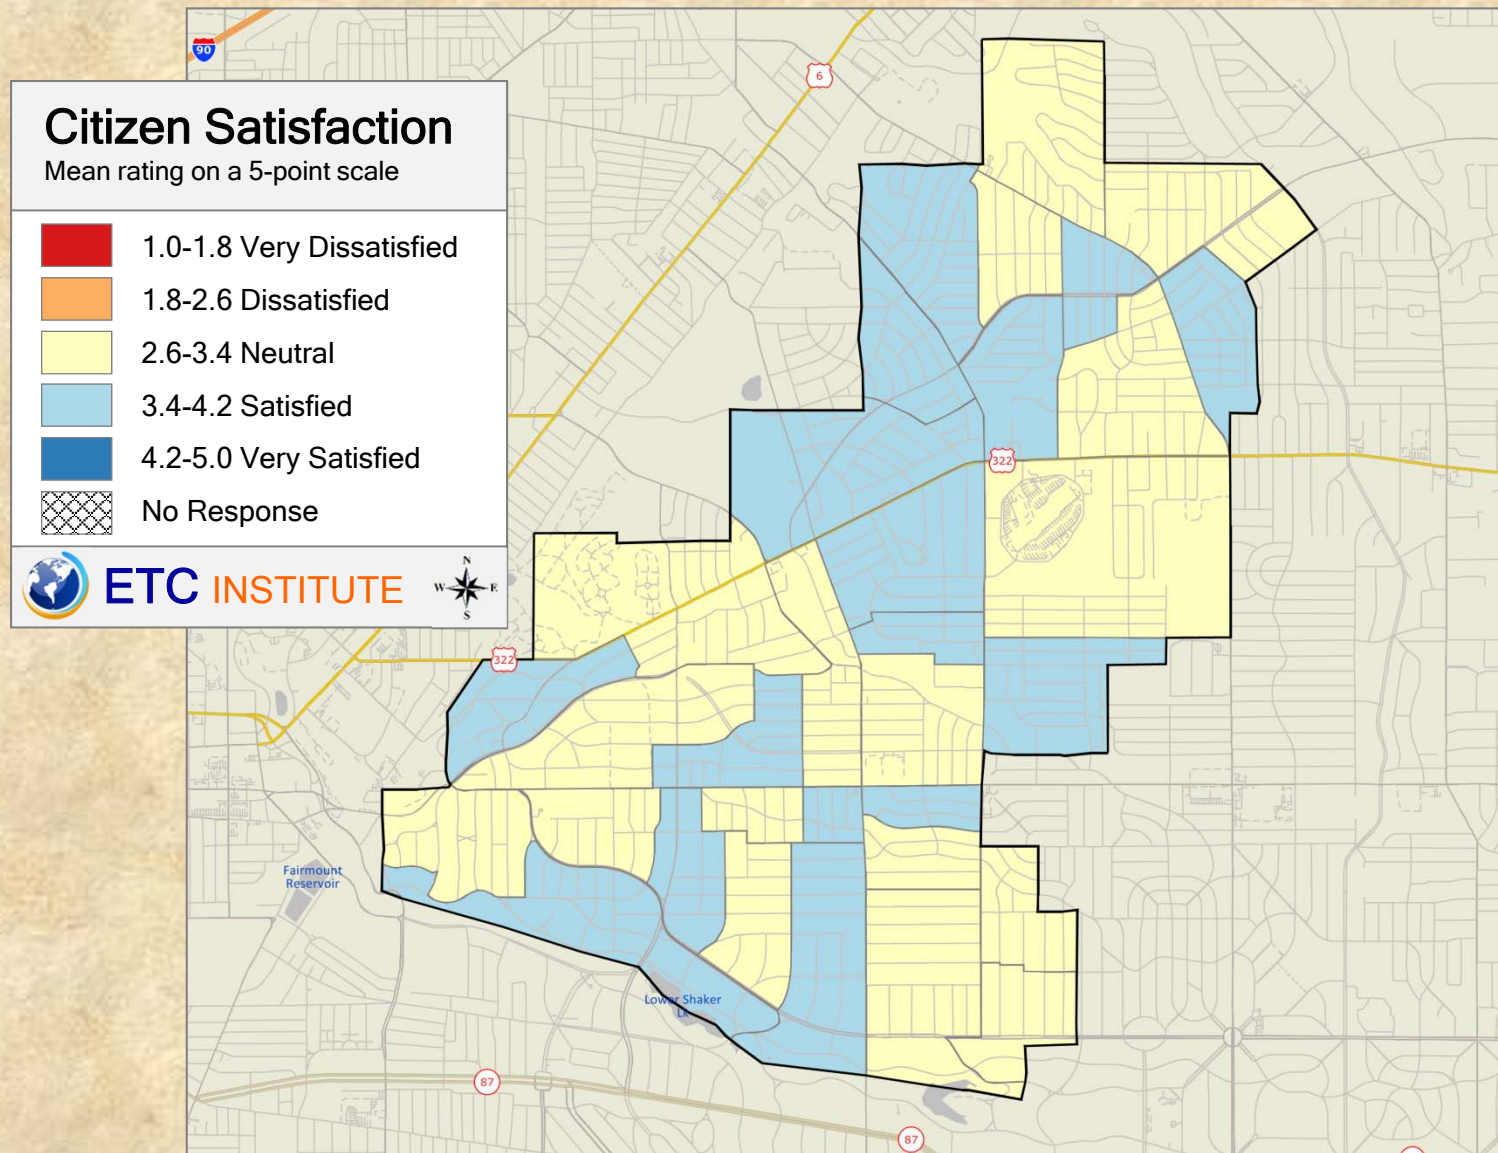 90
6
Citizen Satisfaction
Mean rating on a 5-point scale
1.0-1.8 Very Dissatisfied
1.8-2.6 Dissatisfied
2.6-3.4 Neutral
3.4-4.2 Satisfied
4.2-5.0 Very Satisfied
No Response
ETC INSTITUTE
N
W
E
S
322
322
Fairmount
Reservoir
Lower Shaker
Lk
87
87